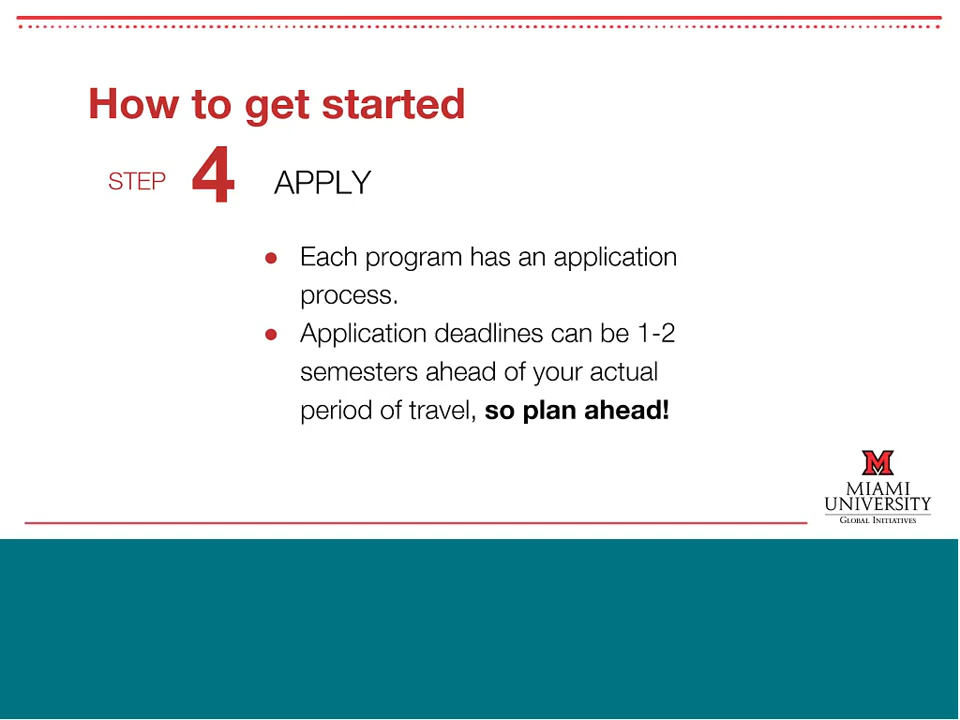 How to get started
STEP 4 APPLY
● Each program has an application
process.
● Application deadlines can be 1-2
semesters ahead of your actual
period of travel, so plan ahead!
M
MIAMI
UNIVERSITY
GLOBAL INITIATIVES